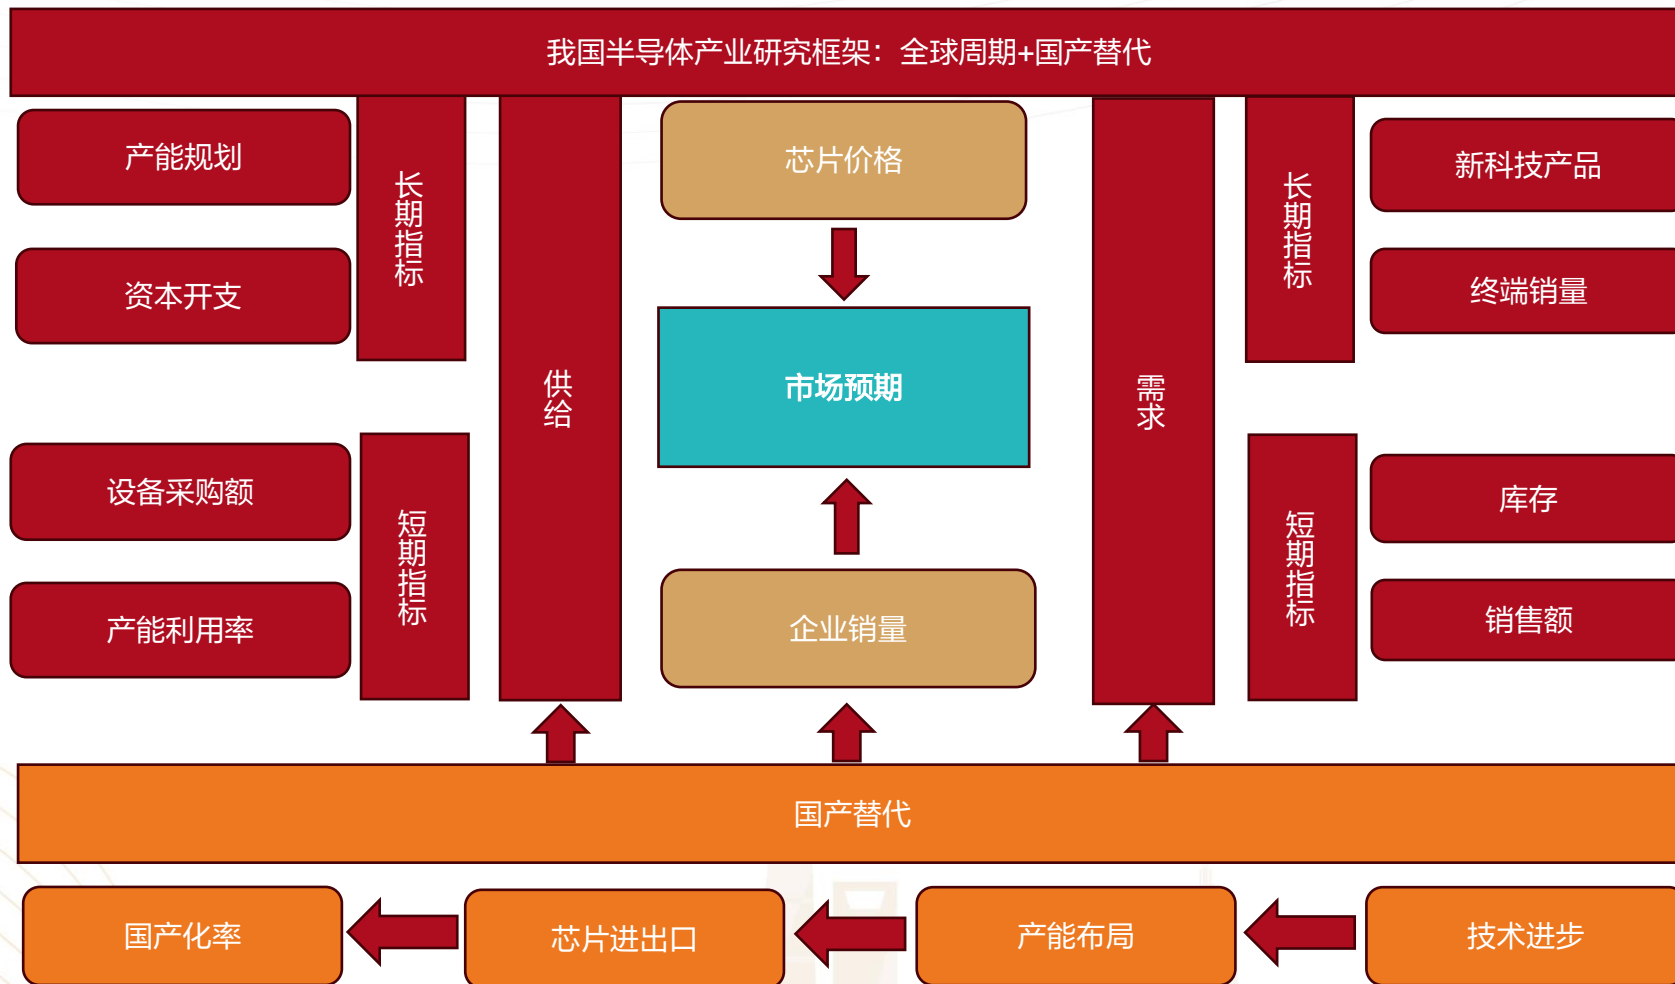 我国半导体产业研究框架：全球周期+国产替代
产能规划
资本开支
长期指标
设备采购额
产能利用率
短期指标
供给
芯片价格
市场预期
企业销量
需求
长期指标
新科技产品
终端销量
短期指标
库存
销售额
国产替代
国产化率
芯片进出口
产能布局
技术进步